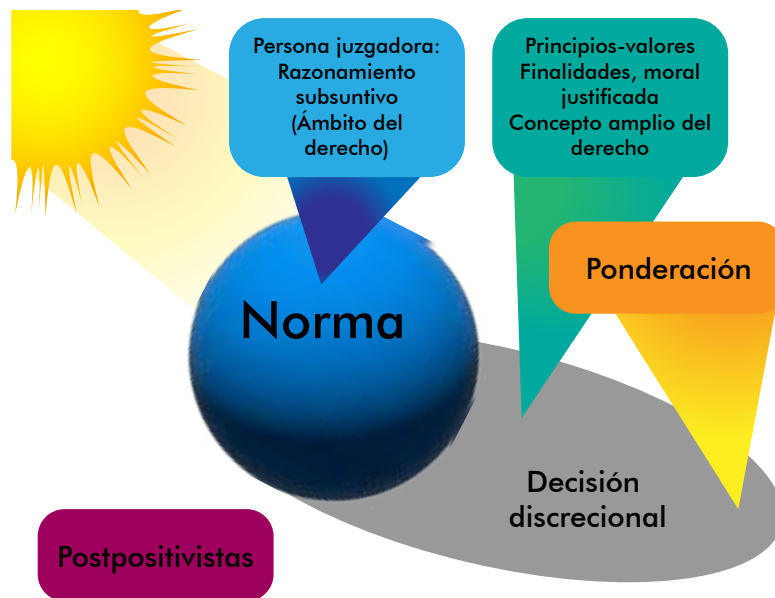 Persona juzgadora:
Razonamiento
subsuntivo
(Ámbito del
derecho)
Principios-valores
Finalidades, moral
justificada
Concepto amplio del
derecho
Ponderación
Norma
Decisión
discrecional
Postpositivistas